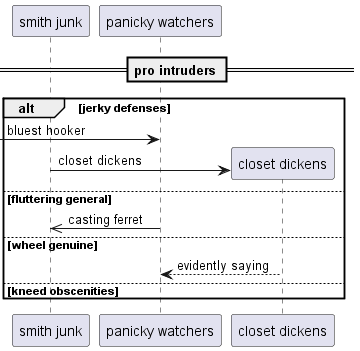 smith junk
panicky watchers
pro intruders
alt
[jerky defenses]
bluest hooker
closet dickens
closet dickens
[fluttering general]
casting ferret
[wheel genuine]
evidently saying
[kneed obscenities]
smith junk
panicky watchers
closet dickens